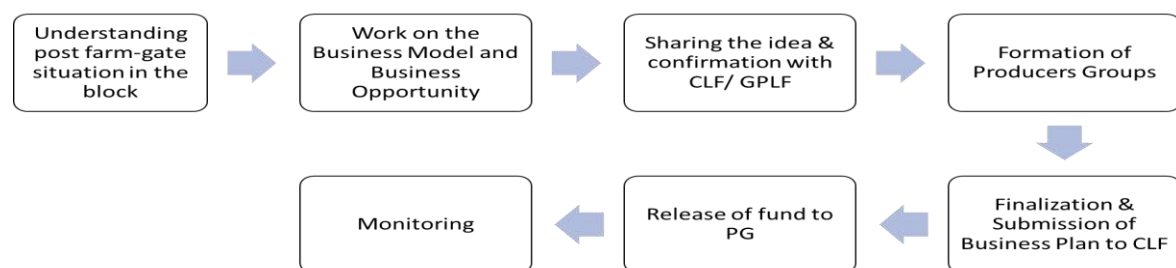 Understanding
post farm-gate
situation in the
block
Work on the
Business Model and
Business
Opportunity
Sharing the idea &
confirmation with
CLF/ GPLF
Formation of
Producers Groups
Finalization &
Submission of
Business Plan to CLF
Release of fund to
PG
Monitoring